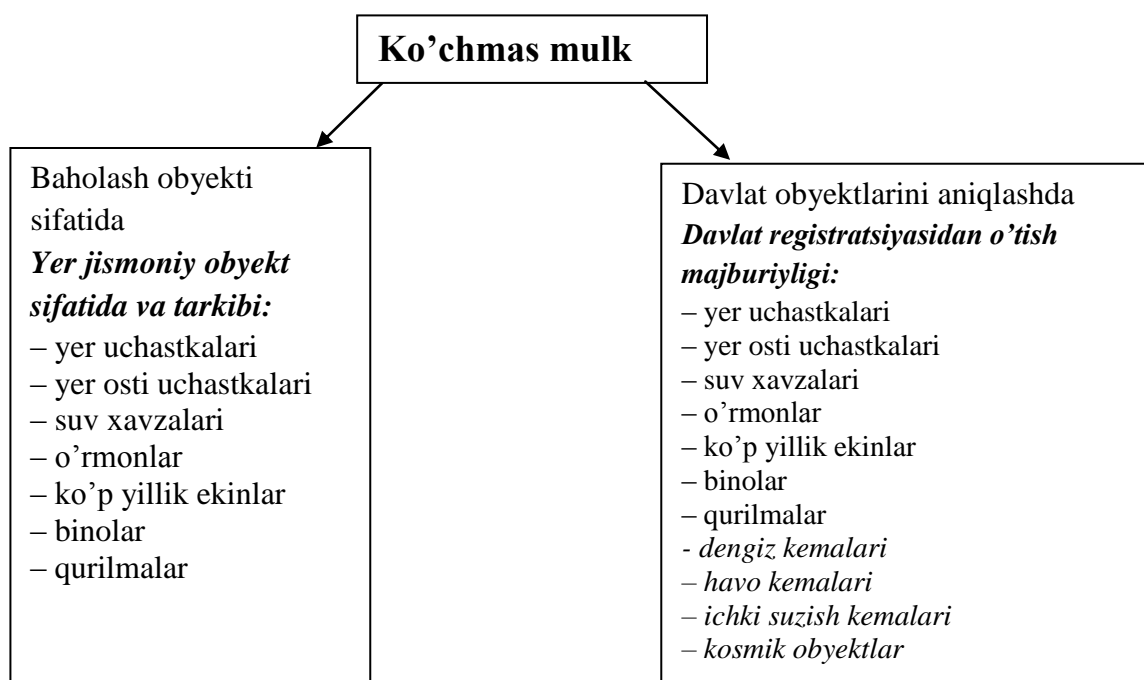 Ko’chmas mulk
Baholash obyekti
sifatida
Yer jismoniy obyekt
sifatida va tarkibi:
– yer uchastkalari
– yer osti uchastkalari
– suv xavzalari
– o’rmonlar
– ko’p yillik ekinlar
– binolar
– qurilmalar
Davlat obyektlarini aniqlashda
Davlat registratsiyasidan o’tish
majburiyligi:
– yer uchastkalari
– yer osti uchastkalari
– suv xavzalari
– o’rmonlar
– ko’p yillik ekinlar
– binolar
– qurilmalar
- dengiz kemalari
– havo kemalari
– ichki suzish kemalari
– kosmik obyektlar